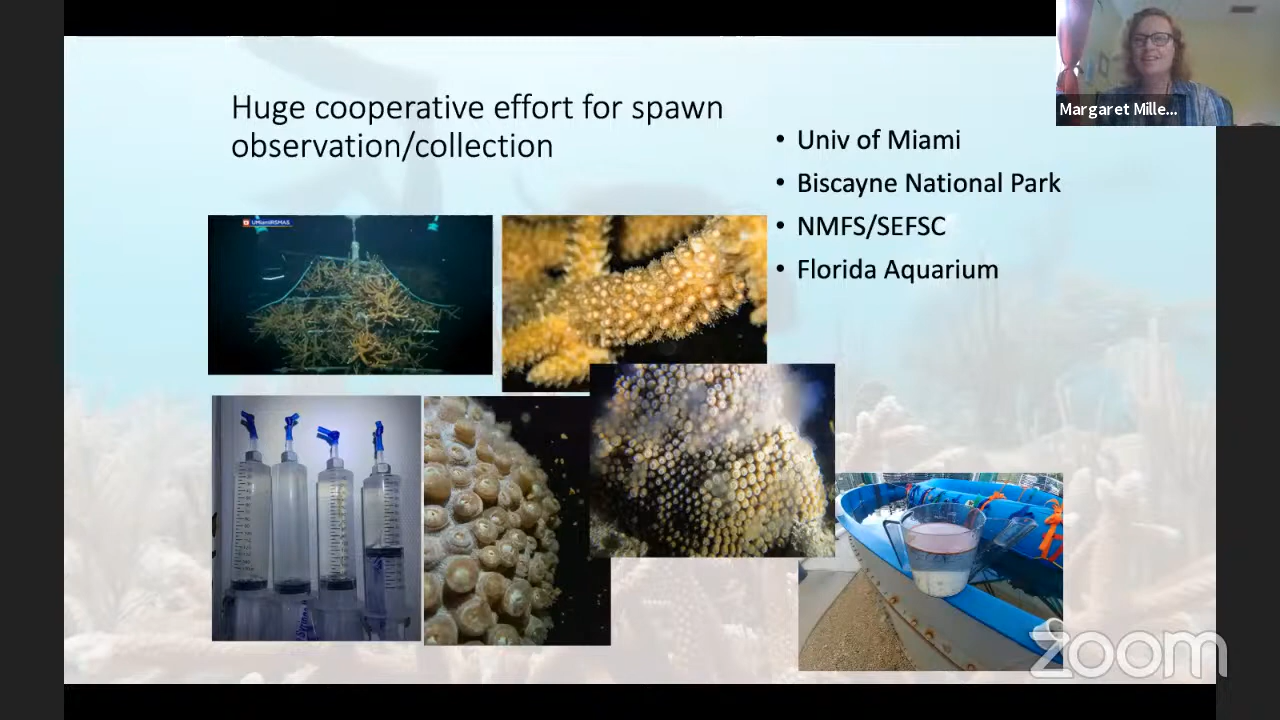 Huge cooperative effort for spawn
observation/collection
• Univ of Miami
• Biscayne National Park
• NMFS/SEFSC
• Florida Aquarium
Margaret Mille...
UMiamiRSMAS
zoom